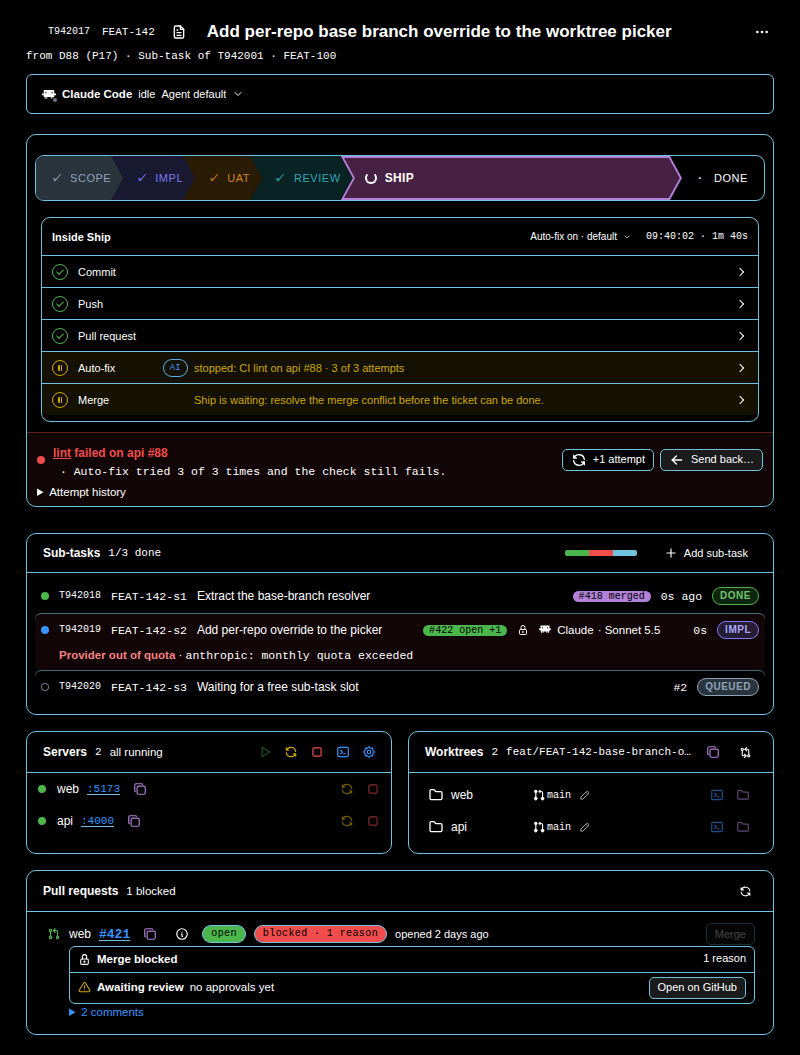 T942017 FEAT-142 Add per-repo base branch override to the worktree picker
from D88 (P17) · Sub-task of T942001 · FEAT-100
Claude Code idle Agent default
SCOPE IMPL UAT REVIEW SHIP · DONE
Inside Ship Auto-fix on · default 09:40:02 · 1m 40s
Commit
Push
Pull request
Auto-fix AI stopped: CI lint on api #88 · 3 of 3 attempts
Merge Ship is waiting: resolve the merge conflict before the ticket can be done.
lint failed on api #88
· Auto-fix tried 3 of 3 times and the check still fails.
+1 attempt Send back…
Attempt history
Sub-tasks 1/3 done Add sub-task
T942018 FEAT-142-s1 Extract the base-branch resolver #418 merged 0s ago DONE
T942019 FEAT-142-s2 Add per-repo override to the picker #422 open +1 Claude · Sonnet 5.5 0s IMPL
Provider out of quota · anthropic: monthly quota exceeded
T942020 FEAT-142-s3 Waiting for a free sub-task slot #2 QUEUED
Servers 2 all running
web :5173
api :4000
Worktrees 2 feat/FEAT-142-base-branch-o…
web main
api main
Pull requests 1 blocked
web #421 open blocked · 1 reason opened 2 days ago Merge
Merge blocked 1 reason
Awaiting review no approvals yet Open on GitHub
2 comments